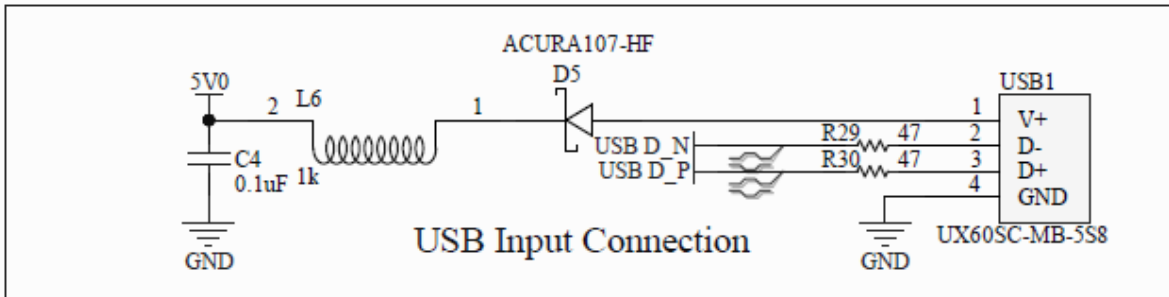 ACURA107-HF
D5
USB1
5V0
2 L6 1
1 V+
USB D_N R29 47 2 D-
USB D_P R30 47 3 D+
C4
0.1uF
1k
4 GND
GND
USB Input Connection
GND
UX60SC-MB-5S8